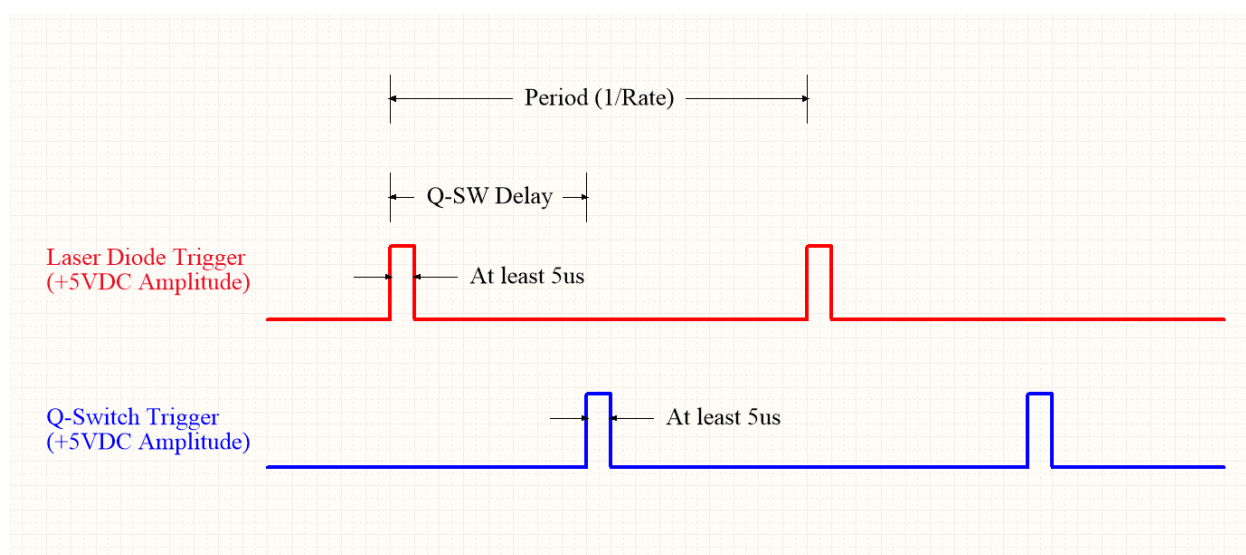 Period (1/Rate)
Q-SW Delay
Laser Diode Trigger
(+5VDC Amplitude)
At least 5us
Q-Switch Trigger
(+5VDC Amplitude)
At least 5us